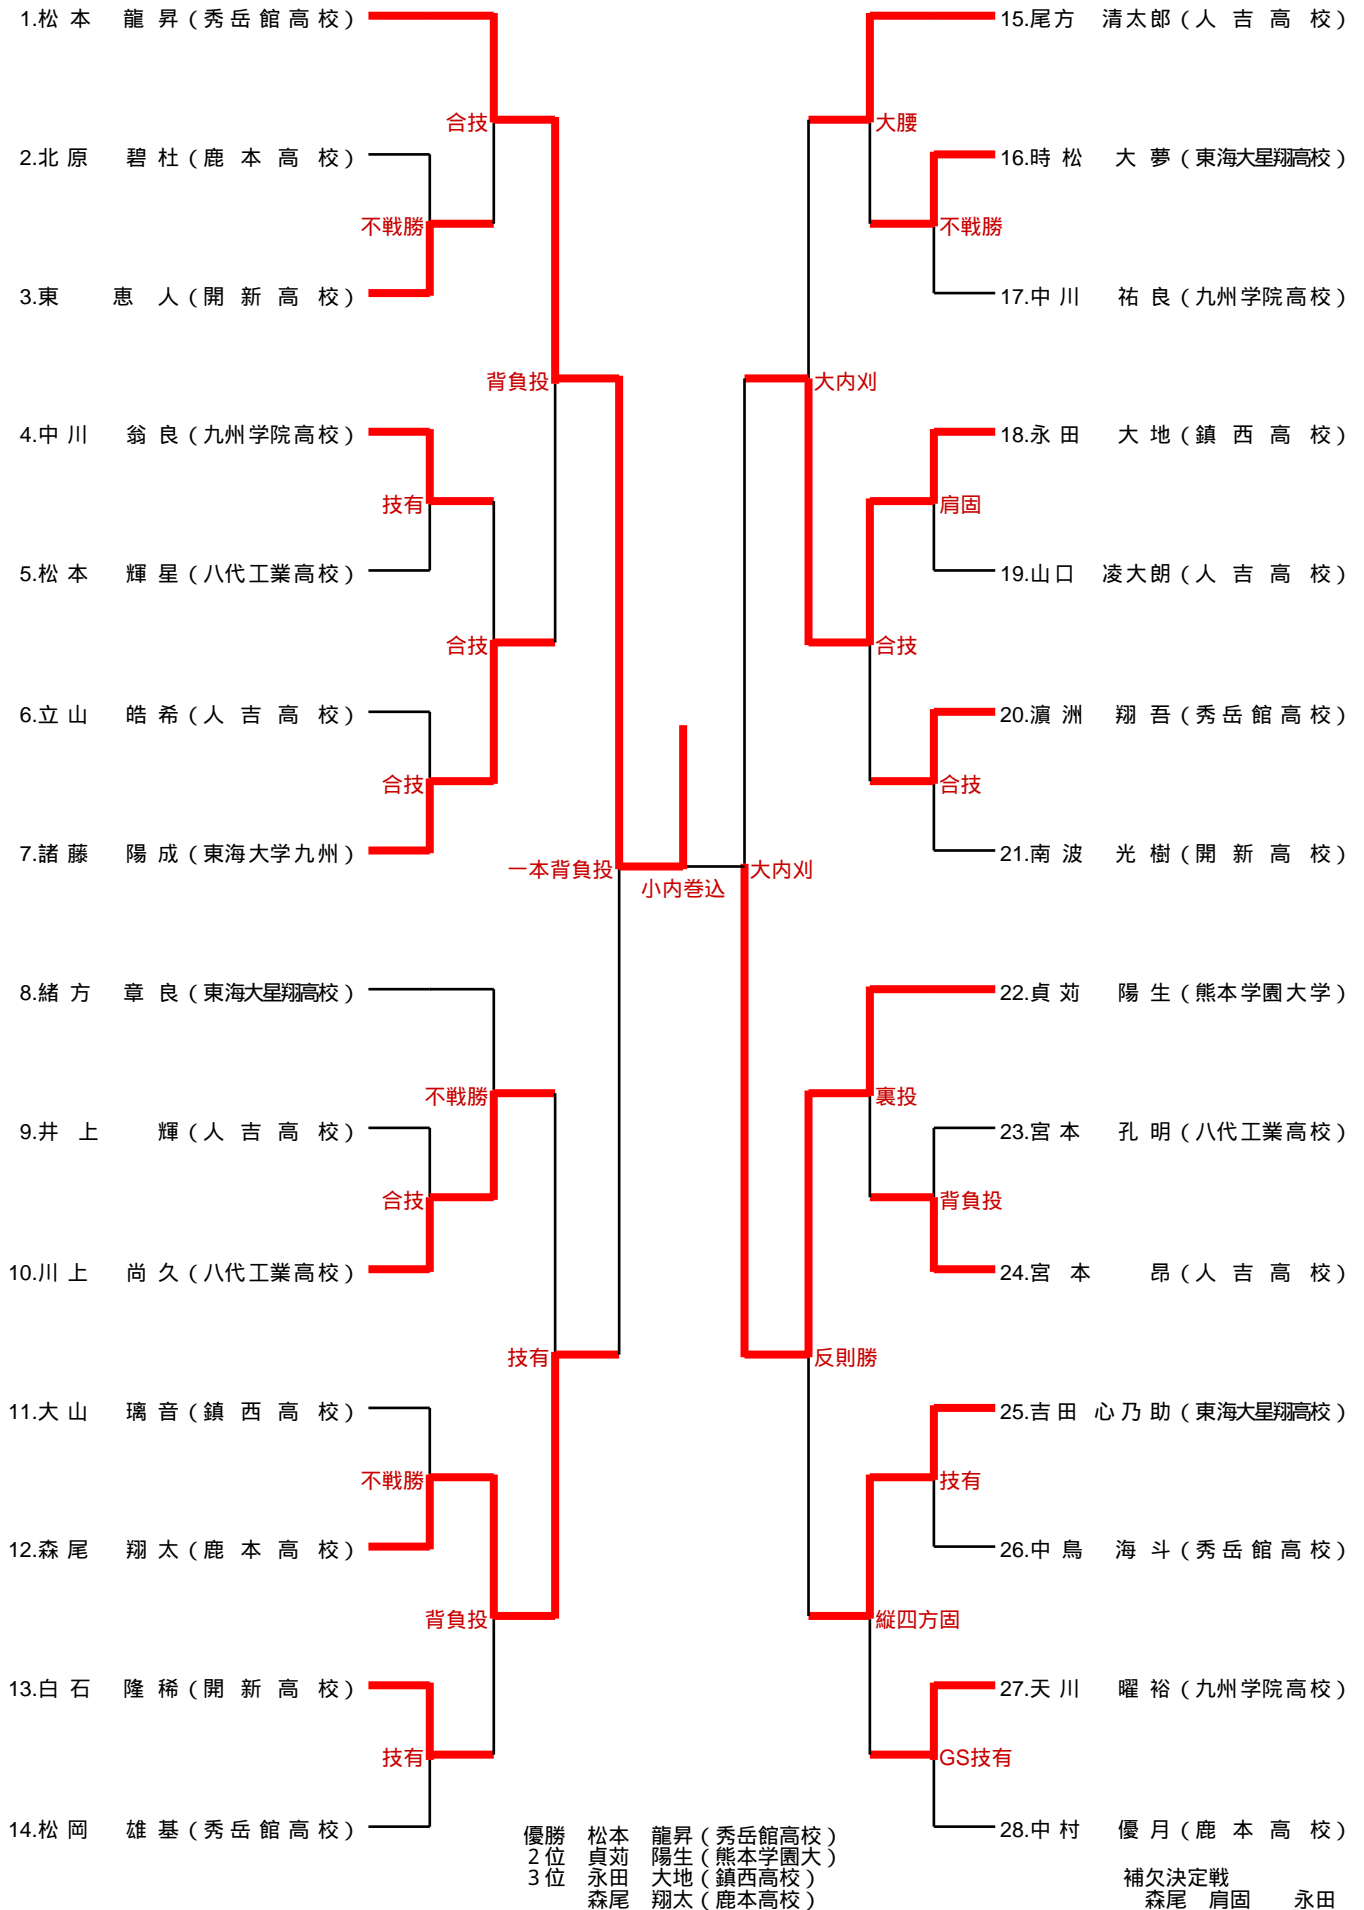 1.松本 龍昇(秀岳館高校)
合技
2.北原 碧杜(鹿本高校)
不戦勝
3.東 恵人(開新高校)
背負投
4.中川 翁良(九州学院高校)
技有
5.松本 輝星(八代工業高校)
合技
6.立山 皓希(人吉高校)
合技
7.諸藤 陽成(東海大学九州)
一本背負投
小内巻込
8.緒方 章良(東海大星翔高校)
不戦勝
9.井上 輝(人吉高校)
合技
10.川上 尚久(八代工業高校)
技有
11.大山 璃音(鎮西高校)
不戦勝
12.森尾 翔太(鹿本高校)
背負投
13.白石 隆稀(開新高校)
技有
14.松岡 雄基(秀岳館高校)
15.尾方 清太郎(人吉高校)
大腰
16.時松 大夢(東海大星翔高校)
不戦勝
17.中川 祐良(九州学院高校)
大内刈
18.永田 大地(鎮西高校)
肩固
19.山口 凌大朗(人吉高校)
合技
20.濵洲 翔吾(秀岳館高校)
合技
21.南波 光樹(開新高校)
大内刈
22.貞苅 陽生(熊本学園大学)
裏投
23.宮本 孔明(八代工業高校)
背負投
24.宮本 昂(人吉高校)
反則勝
25.吉田 心乃助(東海大星翔高校)
技有
26.中鳥 海斗(秀岳館高校)
縦四方固
27.天川 曜裕(九州学院高校)
GS技有
28.中村 優月(鹿本高校)
優勝 松本 龍昇(秀岳館高校)
2位 貞苅 陽生(熊本学園大)
3位 永田 大地(鎮西高校)
森尾 翔太(鹿本高校)
補欠決定戦
森尾 肩固 永田